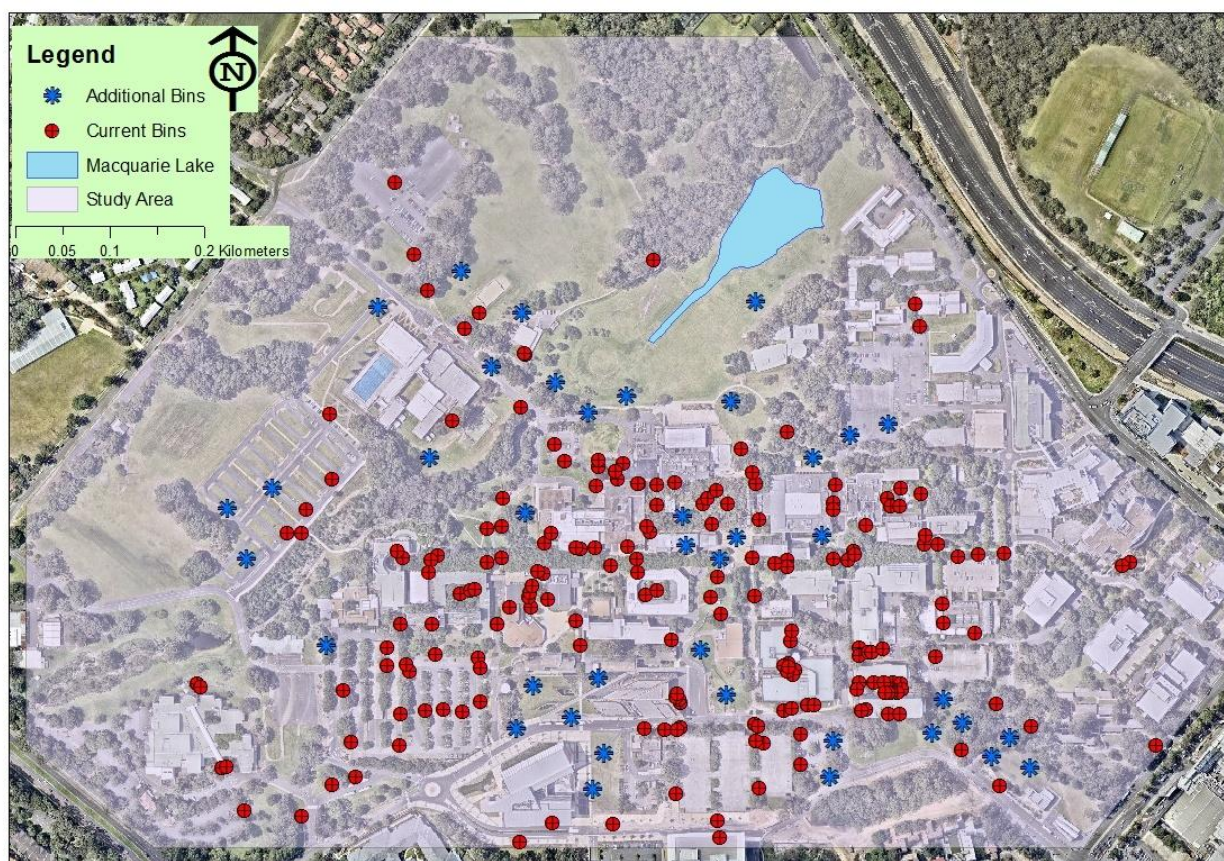 Legend
N
Additional Bins
Current Bins
Macquarie Lake
Study Area
0 0.05 0.1 0.2 Kilometers